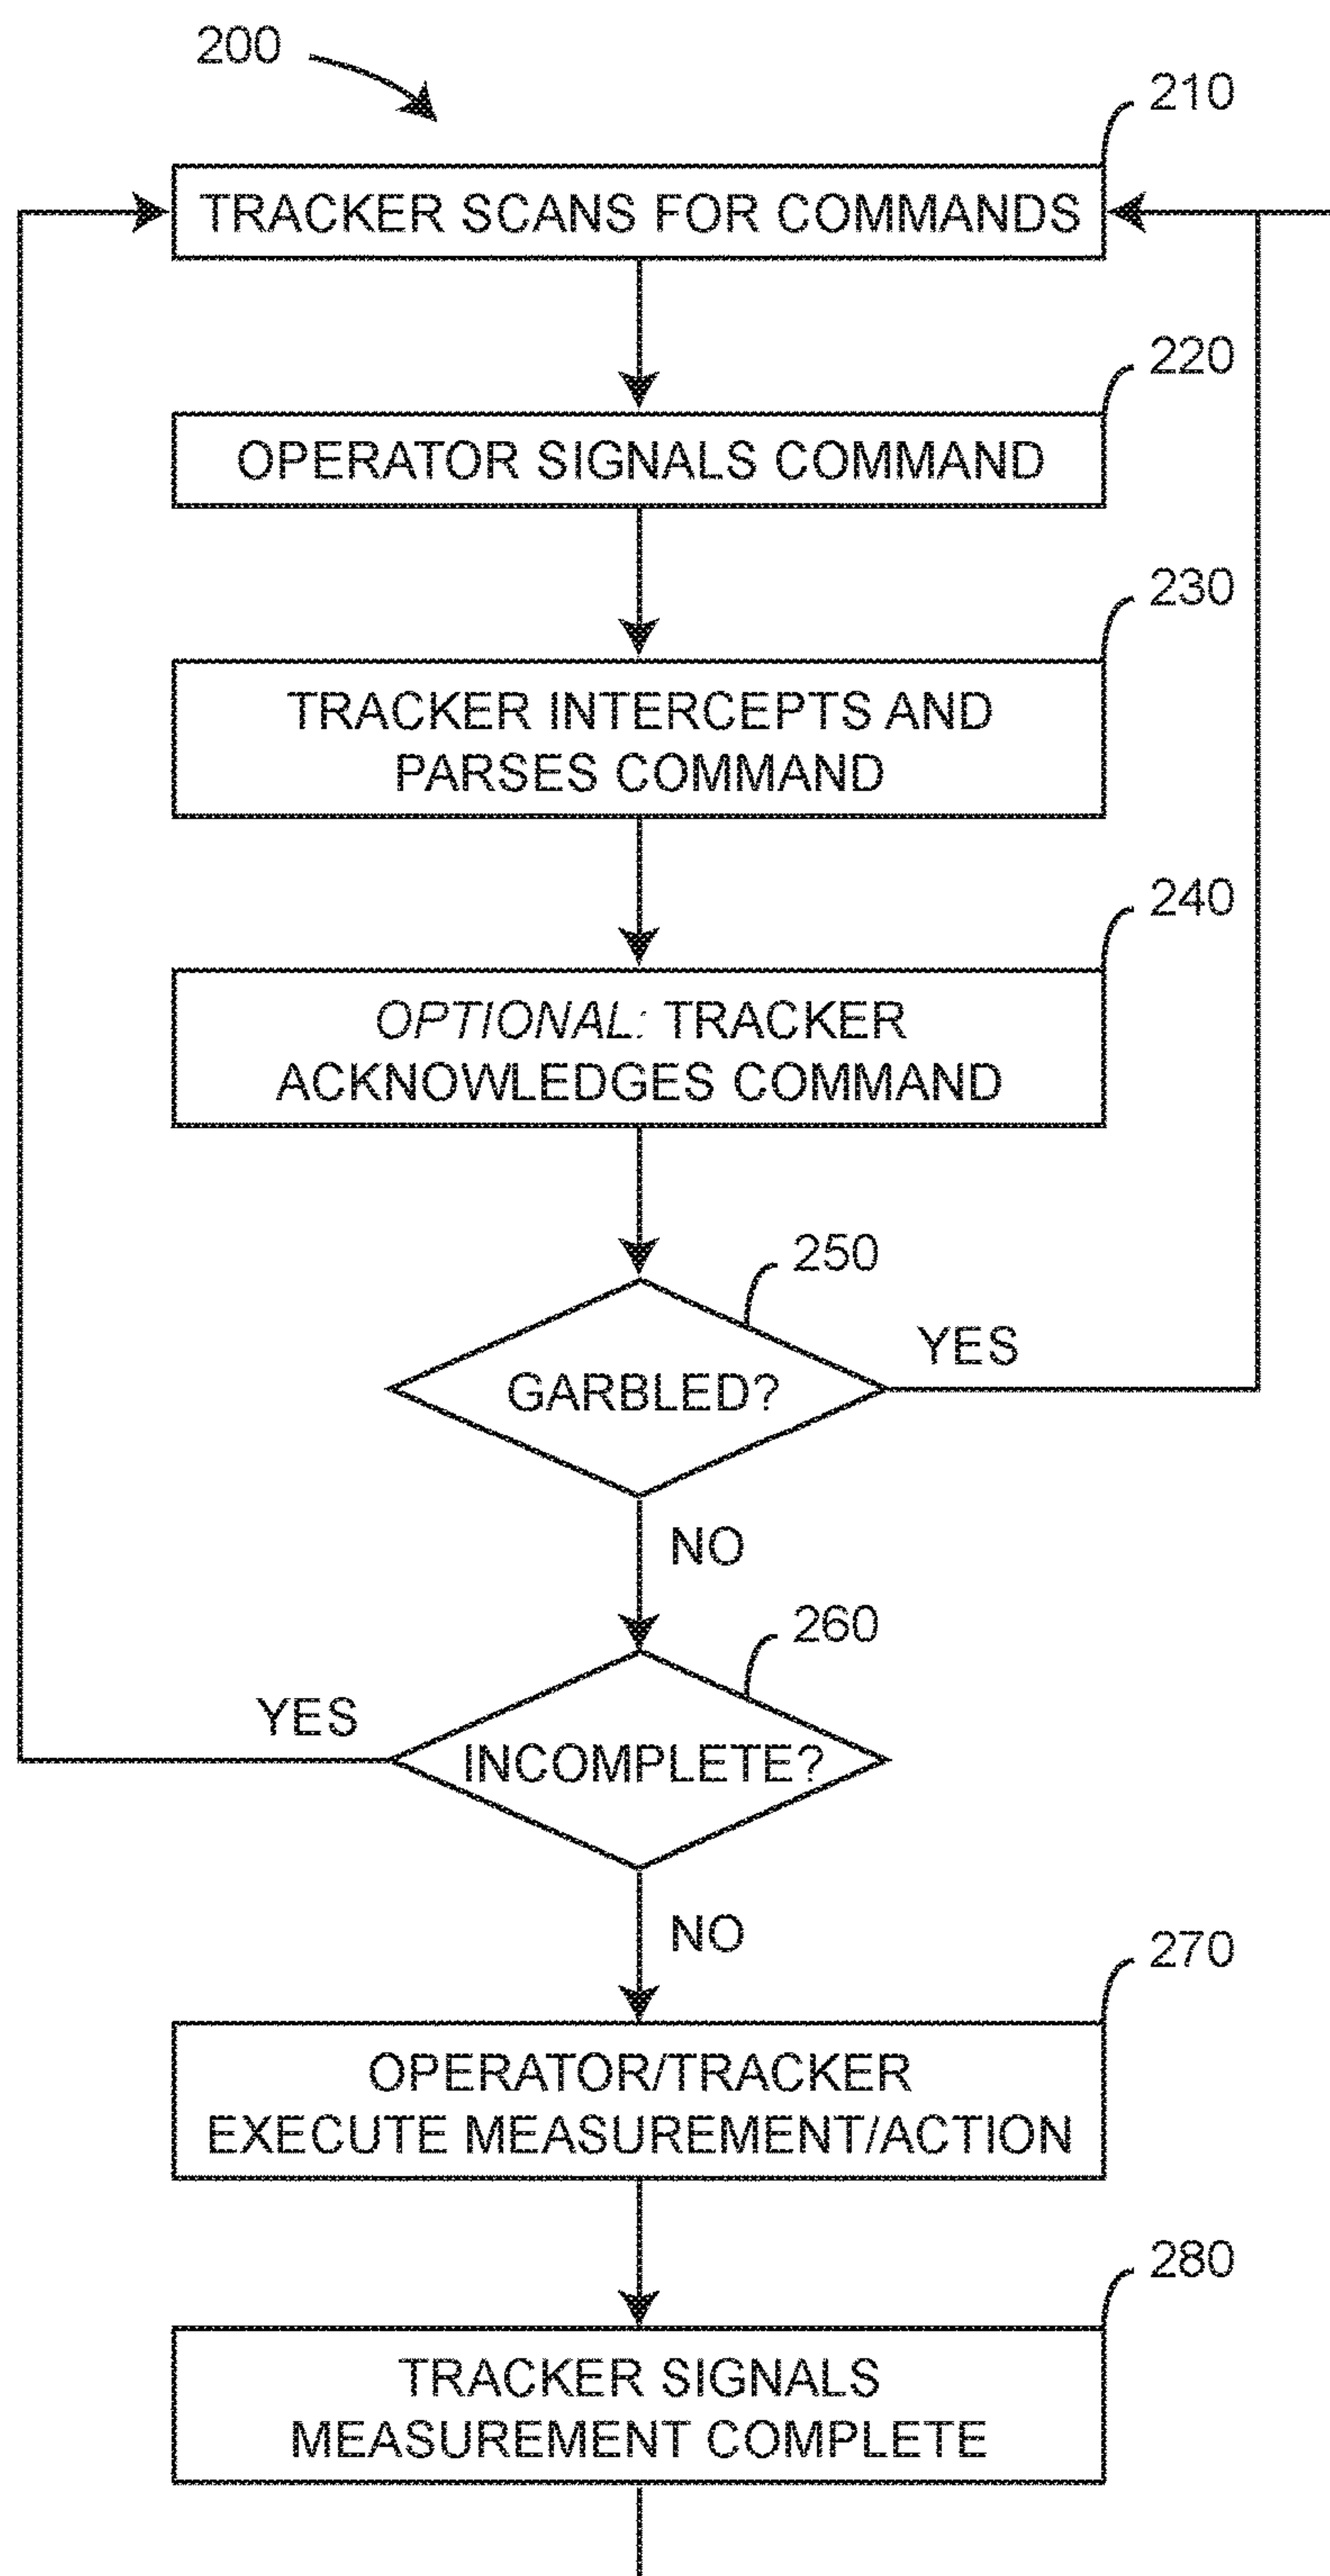 200
210
TRACKER SCANS FOR COMMANDS
220
OPERATOR SIGNALS COMMAND
230
TRACKER INTERCEPTS AND
PARSES COMMAND
240
OPTIONAL: TRACKER
ACKNOWLEDGES COMMAND
250
GARBLED?
YES
NO
260
YES
INCOMPLETE?
NO
270
OPERATOR/TRACKER
EXECUTE MEASUREMENT/ACTION
280
TRACKER SIGNALS
MEASUREMENT COMPLETE